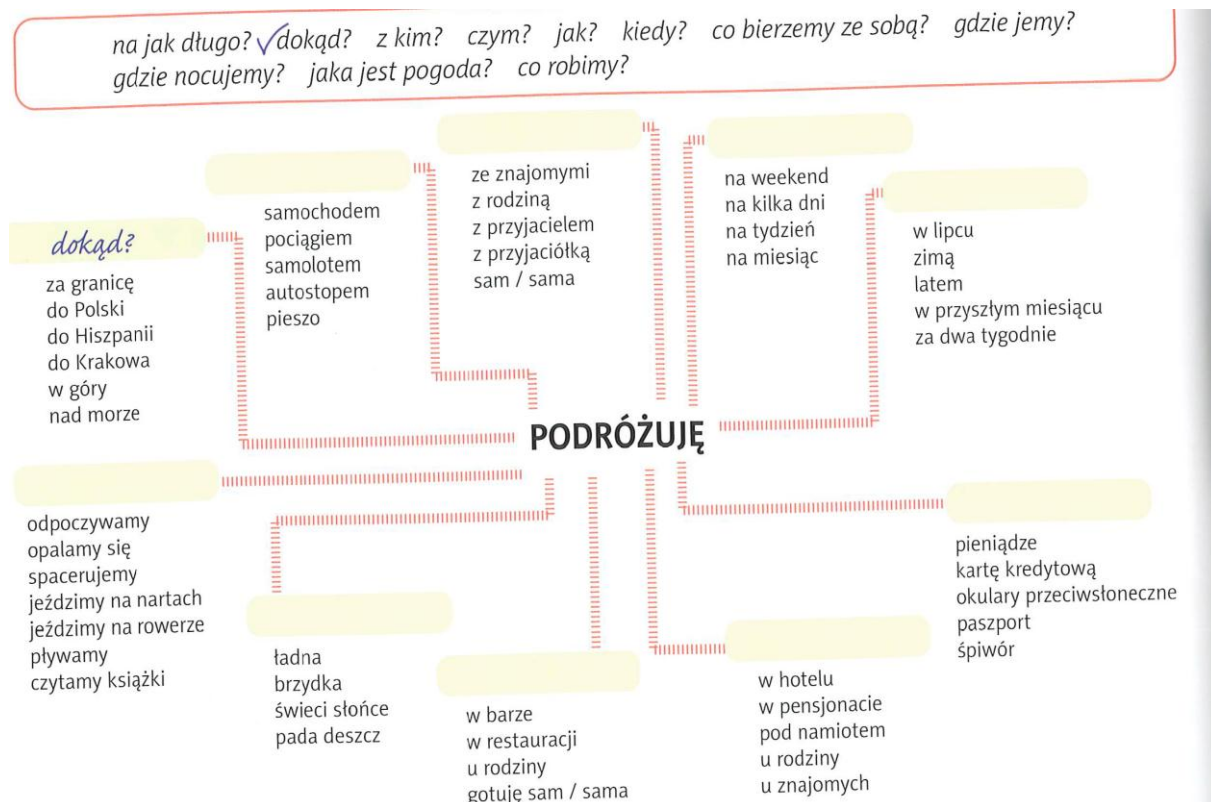 na jak długo? ✓dokąd? z kim? czym? jak? kiedy? co bierzemy ze sobą? gdzie jemy?
gdzie nocujemy? jaka jest pogoda? co robimy?
dokąd?
za granicę
do Polski
do Hiszpanii
do Krakowa
w góry
nad morze
samochodem
pociągiem
samolotem
autostopem
pieszo
ze znajomymi
z rodziną
z przyjacielem
z przyjaciółką
sam / sama
na weekend
na kilka dni
na tydzień
na miesiąc
w lipcu
zimą
latem
w przyszłym miesiącu
za dwa tygodnie
PODRÓŻUJĘ
odpoczywamy
opalamy się
spacerujemy
jeździmy na nartach
jeździmy na rowerze
pływamy
czytamy książki
ładna
brzydka
świeci słońce
pada deszcz
w barze
w restauracji
u rodziny
gotuję sam / sama
w hotelu
w pensjonacie
pod namiotem
u rodziny
u znajomych
pieniądze
kartę kredytową
okulary przeciwsłoneczne
paszport
śpiwór